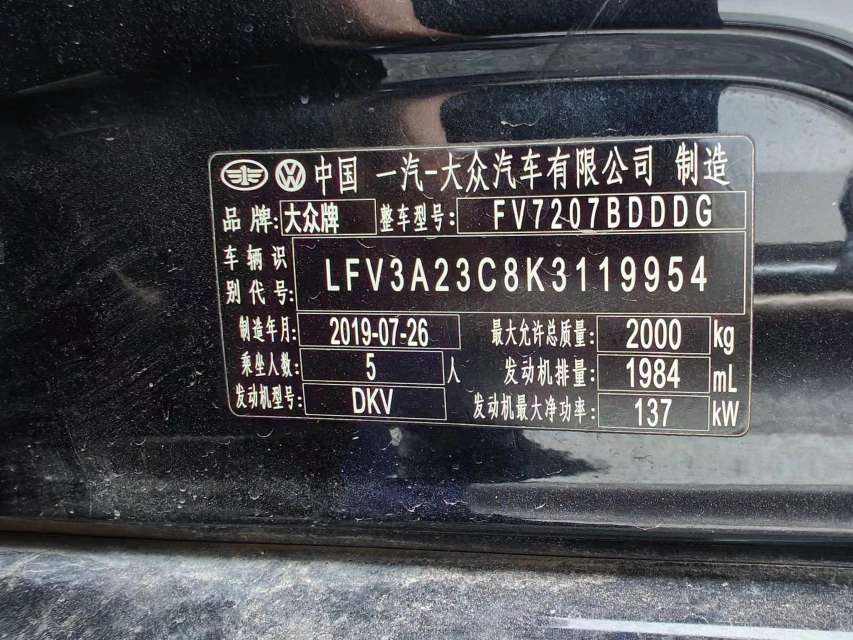 中国 一汽-大众汽车有限公司 制造
品牌: 大众牌 整车型号: FV7207BDDDG
车辆识别代号: LFV3A23C8K3119954
制造年月: 2019-07-26 最大允许总质量: 2000 kg
乘坐人数: 5 人 发动机排量: 1984 mL
发动机型号: DKV 发动机最大净功率: 137 kW